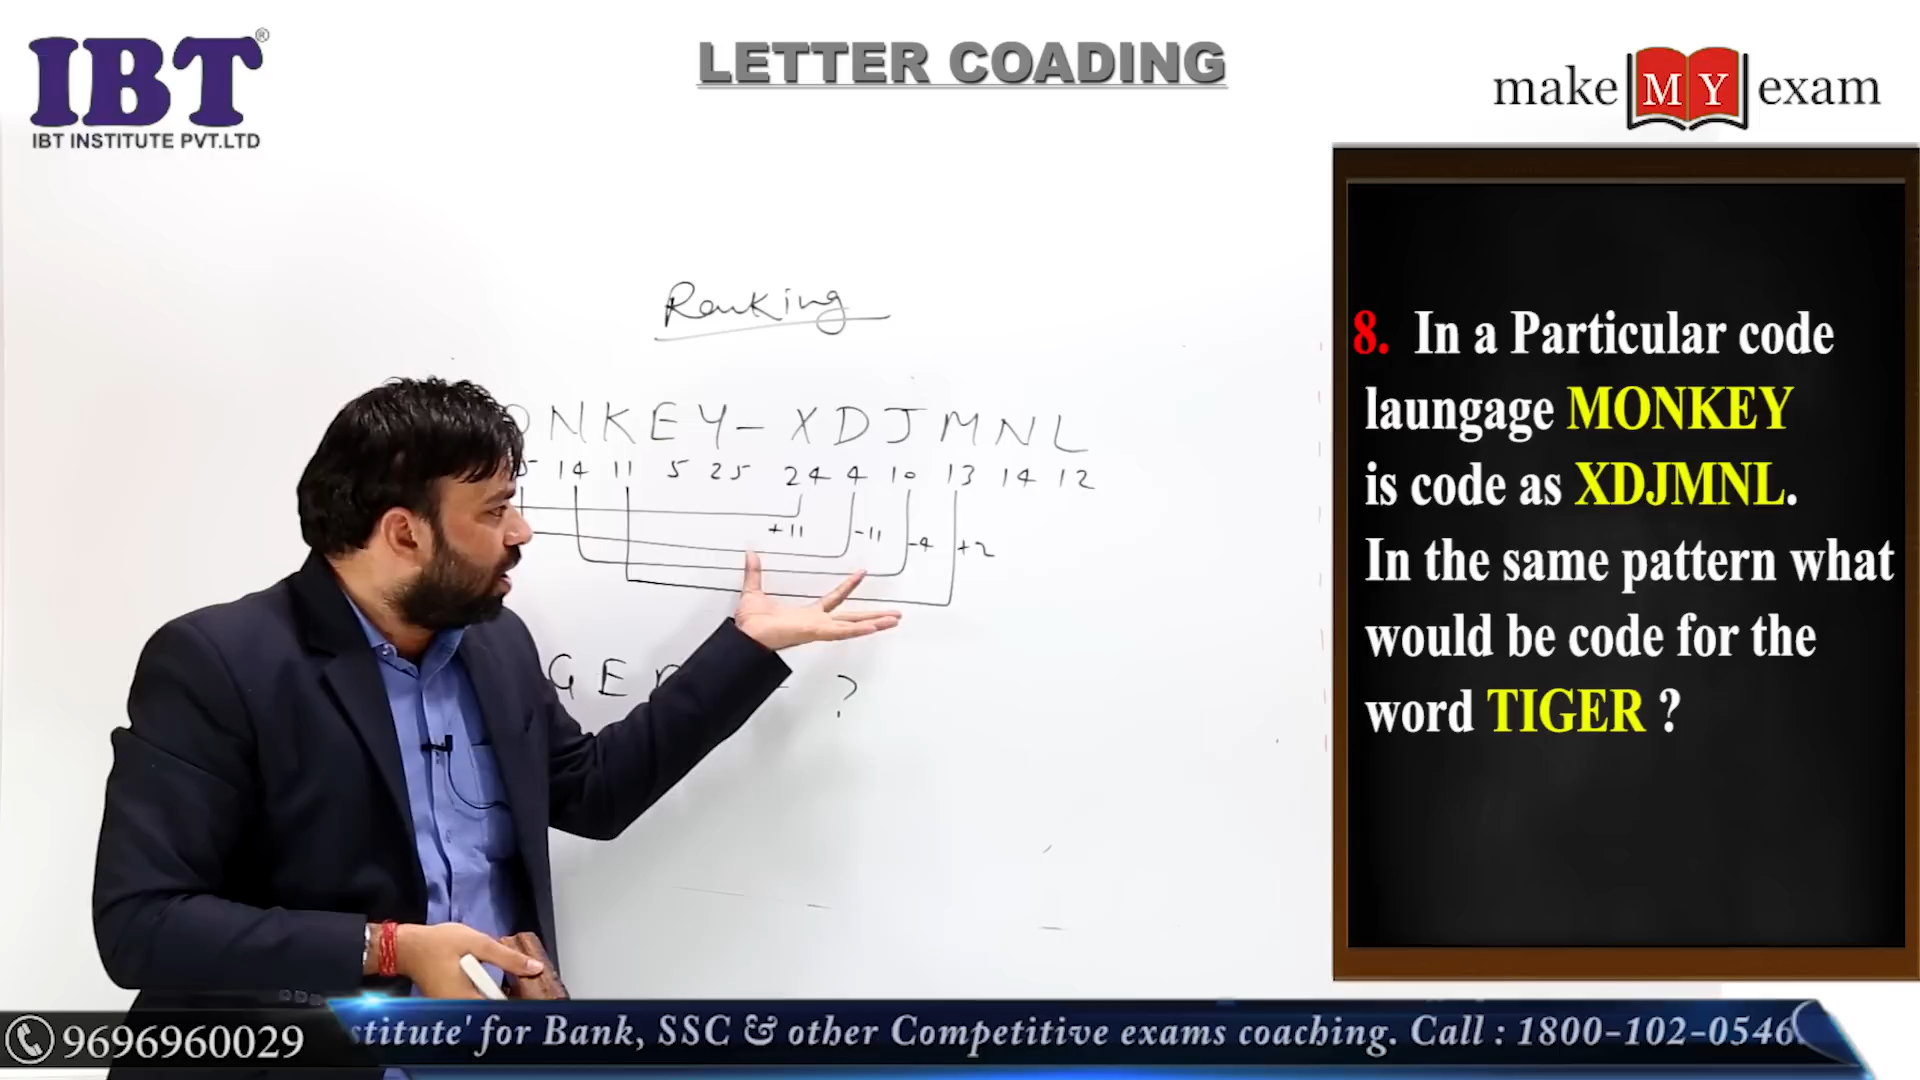 IBT®
IBT INSTITUTE PVT.LTD
LETTER COADING
make MY exam
Ranking
NKEY- XDJMNL
14 11 5 25 24 4 10 13 14 12
+11 -11 -4 +2
GE ?
8. In a Particular code
laungage MONKEY
is code as XDJMNL.
In the same pattern what
would be code for the
word TIGER ?
9696960029
stitute' for Bank, SSC & other Competitive exams coaching. Call : 1800-102-0546